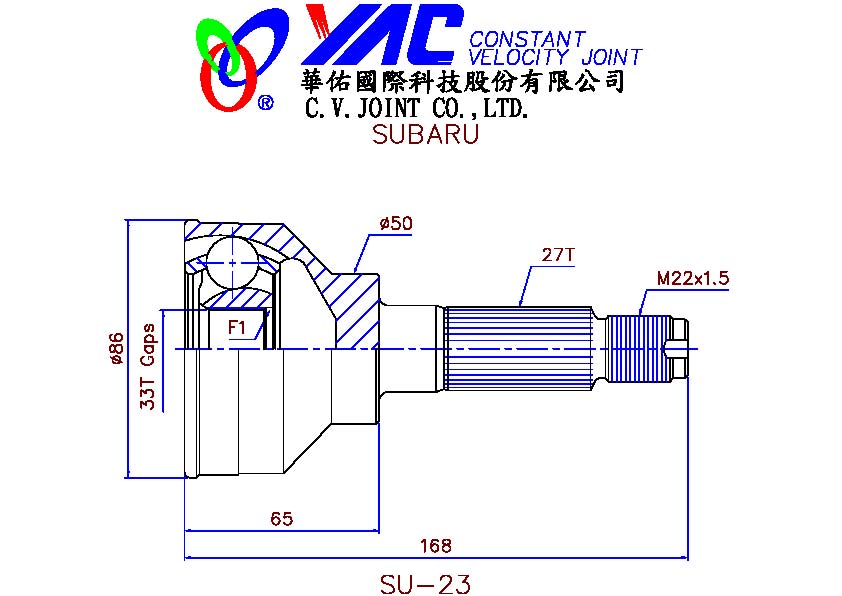 YAC CONSTANT
VELOCITY JOINT
®
華佑國際科技股份有限公司
C.V.JOINT CO.,LTD.
SUBARU
ø50
27T
M22x1.5
F1
ø86
33T Gaps
65
168
SU-23